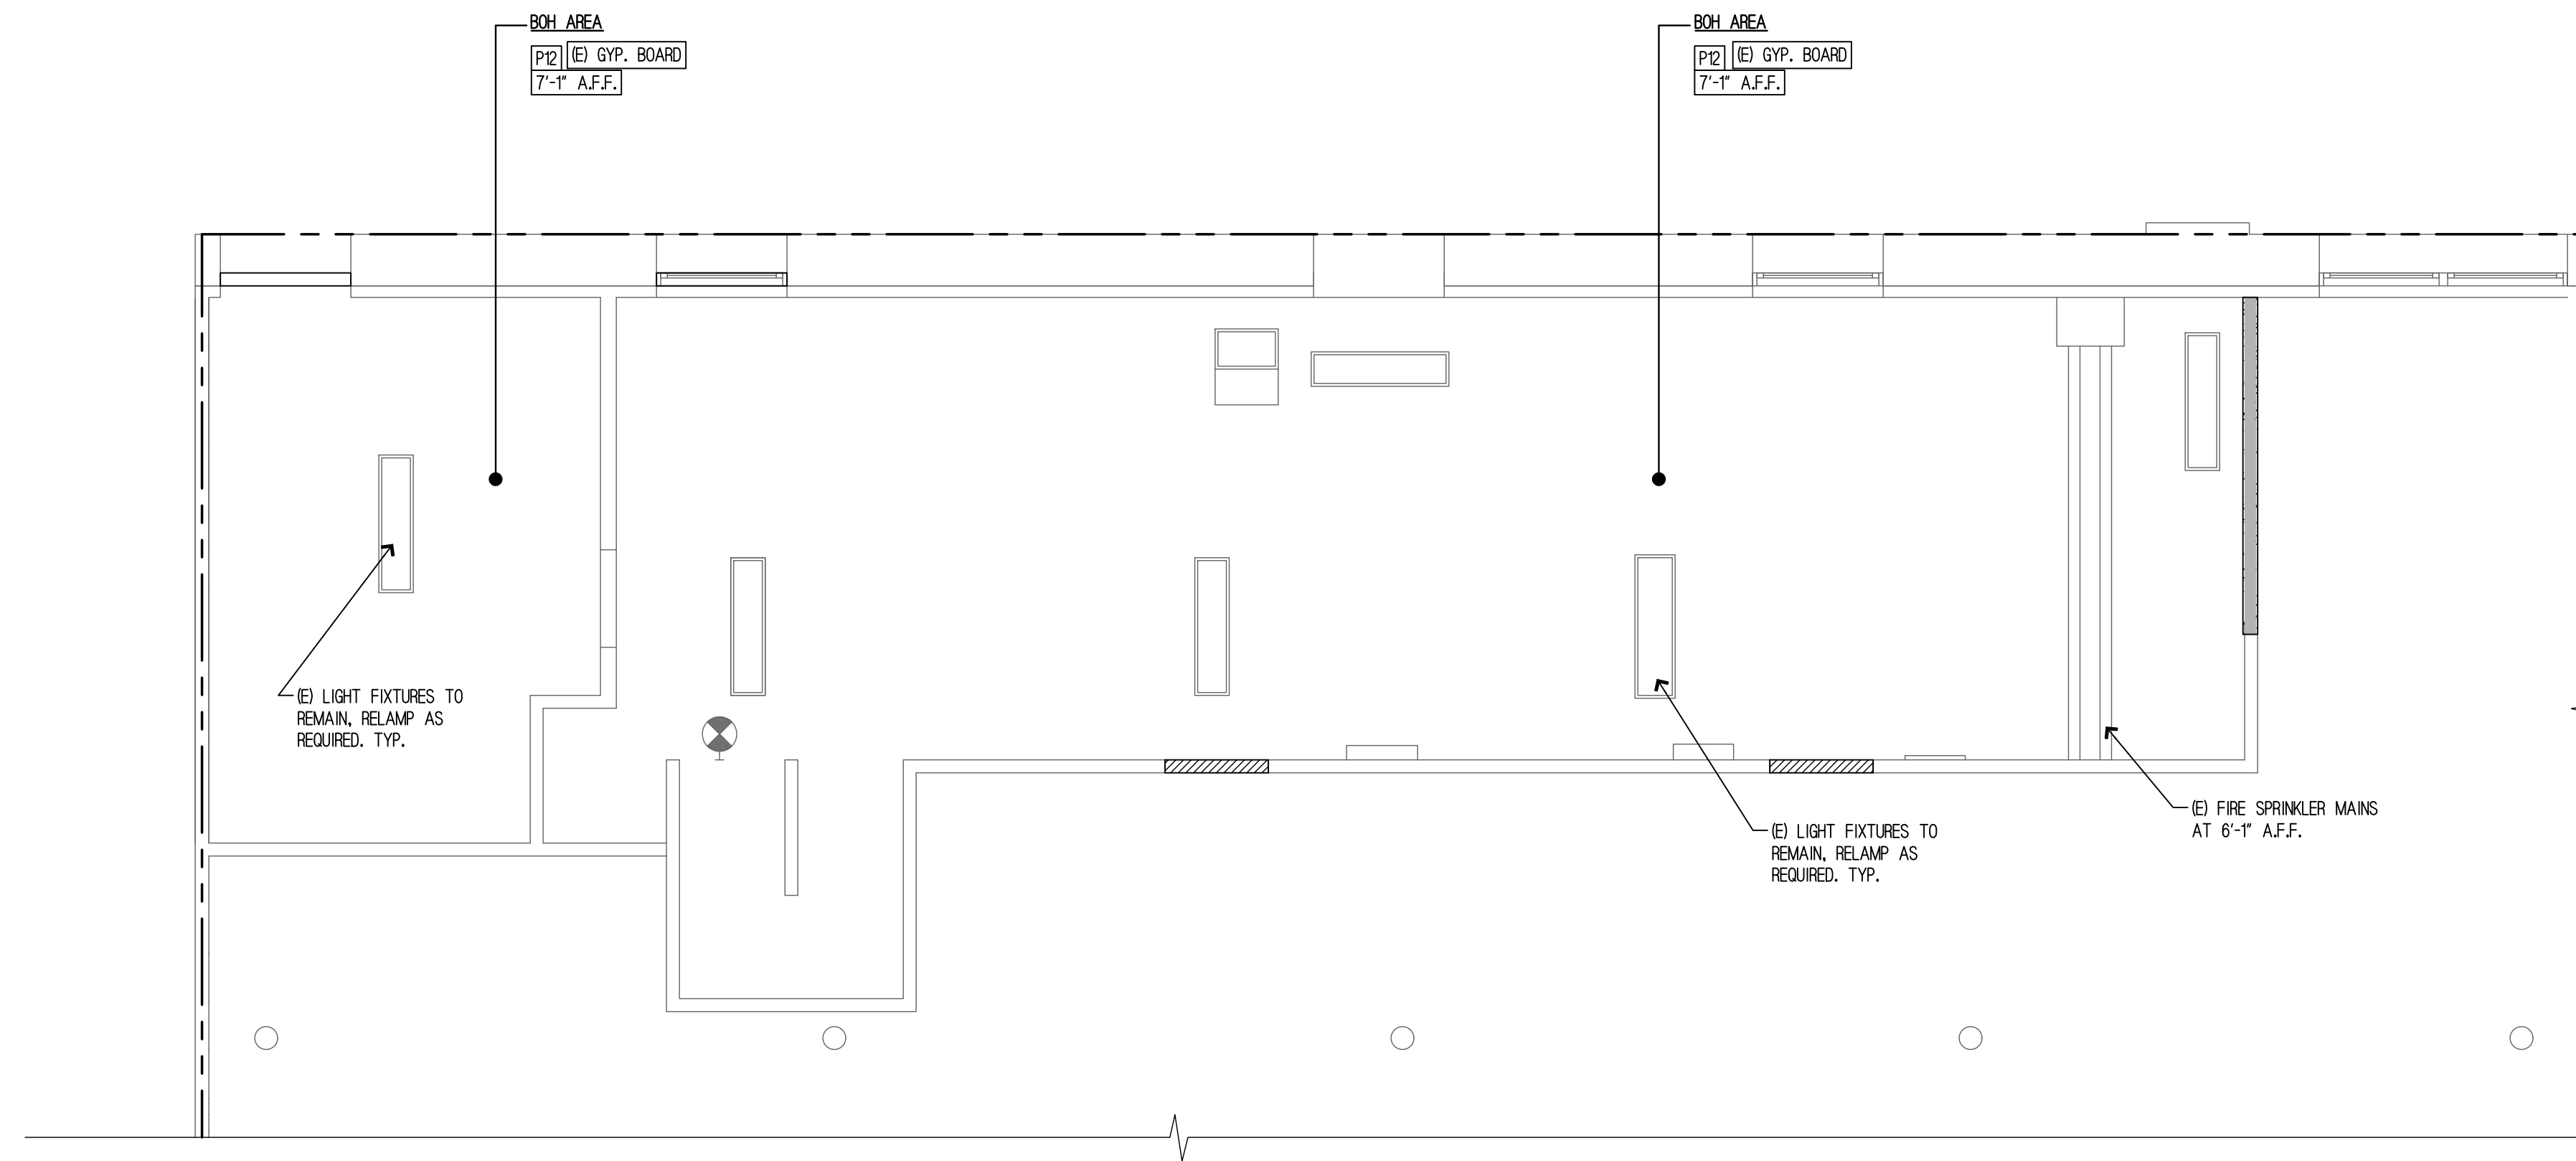 BOH AREA
P12 (E) GYP. BOARD
7'-1" A.F.F.
BOH AREA
P12 (E) GYP. BOARD
7'-1" A.F.F.
(E) LIGHT FIXTURES TO
REMAIN, RELAMP AS
REQUIRED. TYP.
(E) LIGHT FIXTURES TO
REMAIN, RELAMP AS
REQUIRED. TYP.
(E) FIRE SPRINKLER MAINS
AT 6'-1" A.F.F.